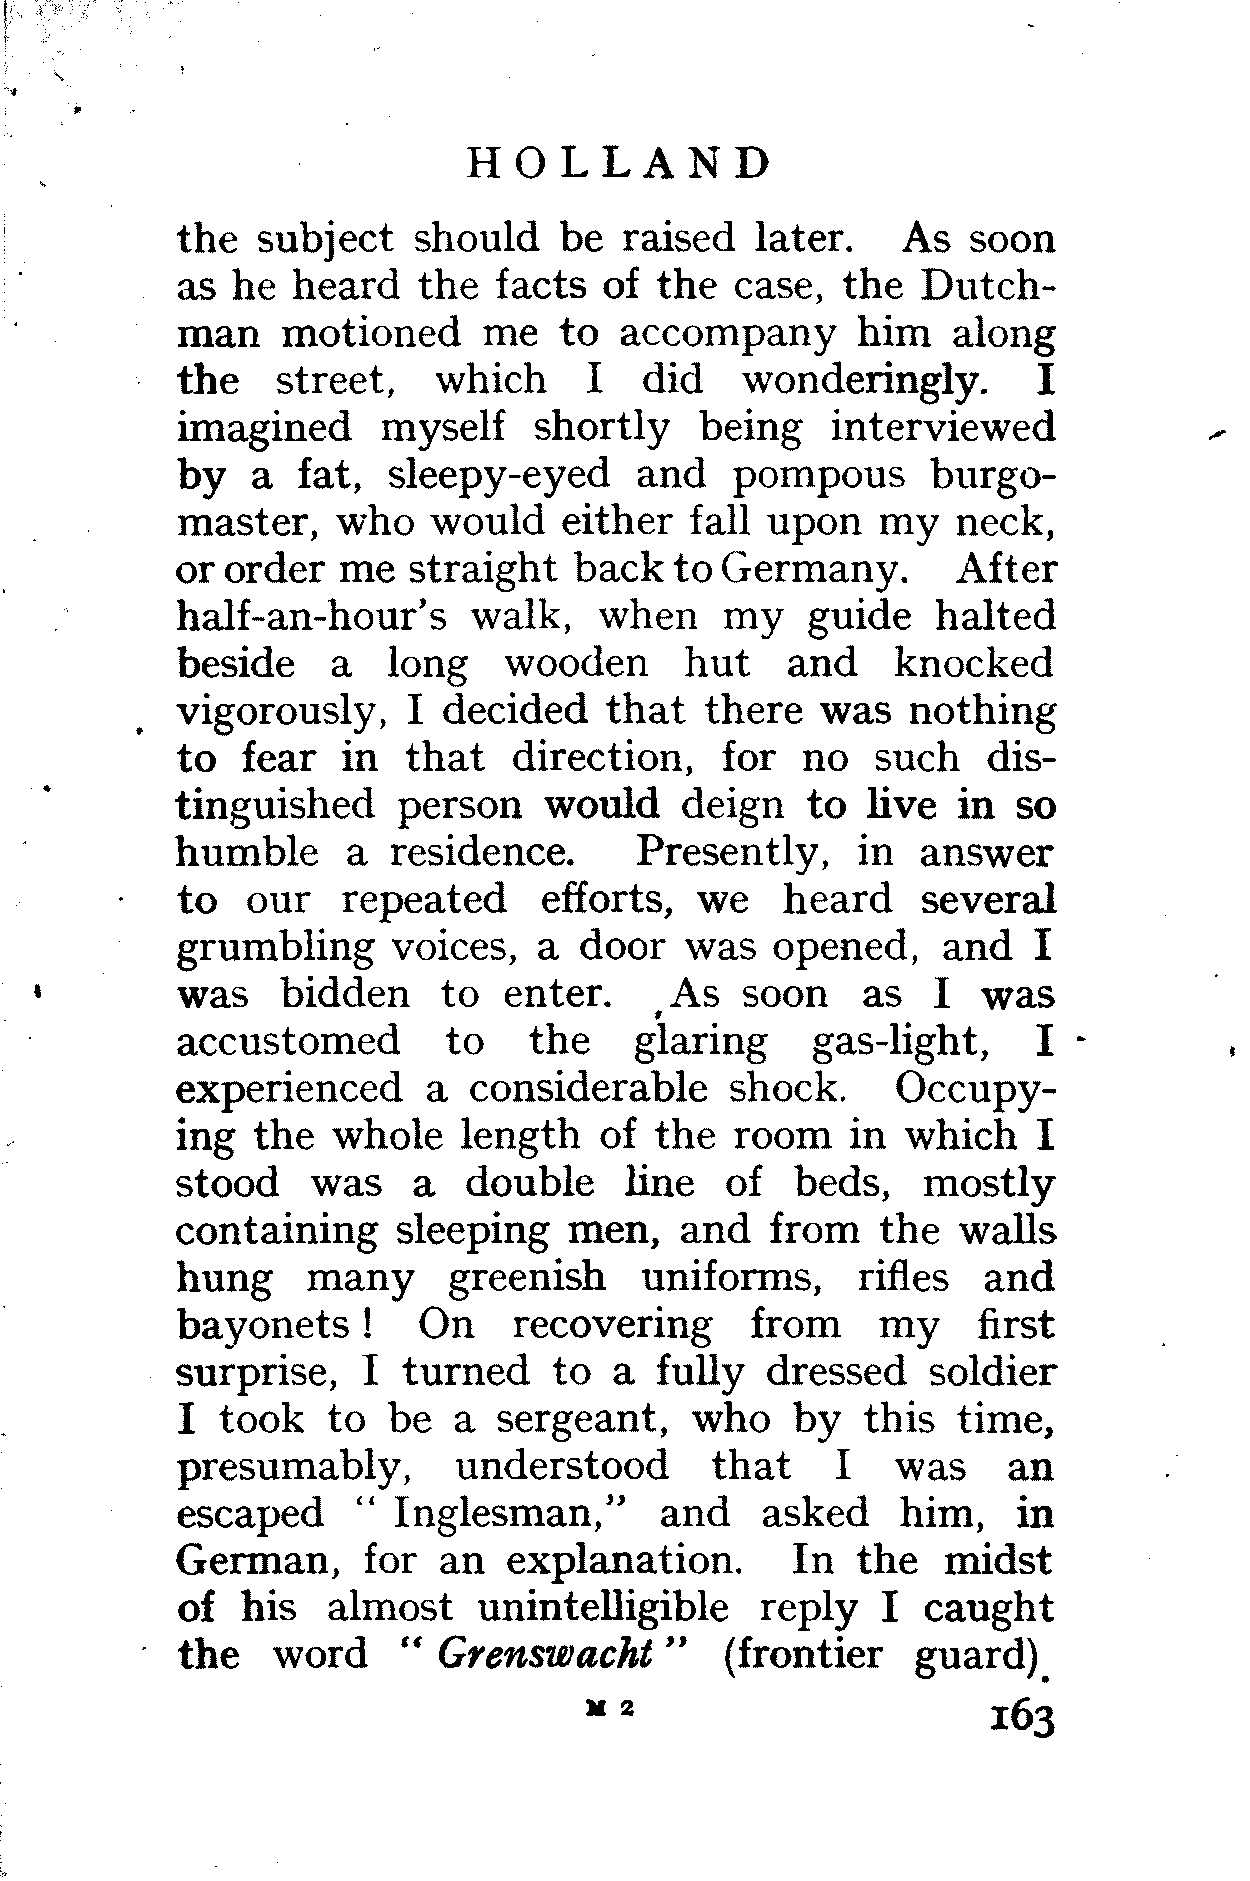 HOLLAND
the subject should be raised later. As soon
as he heard the facts of the case, the Dutch-
man motioned me to accompany him along
the street, which I did wonderingly. I
imagined myself shortly being interviewed
by a fat, sleepy-eyed and pompous burgo-
master, who would either fall upon my neck,
or order me straight back to Germany. After
half-an-hour's walk, when my guide halted
beside a long wooden hut and knocked
vigorously, I decided that there was nothing
to fear in that direction, for no such dis-
tinguished person would deign to live in so
humble a residence. Presently, in answer
to our repeated efforts, we heard several
grumbling voices, a door was opened, and I
was bidden to enter. As soon as I was
accustomed to the glaring gas-light, I
experienced a considerable shock. Occupy-
ing the whole length of the room in which I
stood was a double line of beds, mostly
containing sleeping men, and from the walls
hung many greenish uniforms, rifles and
bayonets ! On recovering from my first
surprise, I turned to a fully dressed soldier
I took to be a sergeant, who by this time,
presumably, understood that I was an
escaped " Inglesman," and asked him, in
German, for an explanation. In the midst
of his almost unintelligible reply I caught
the word " Grenswacht " (frontier guard).
M 2 163